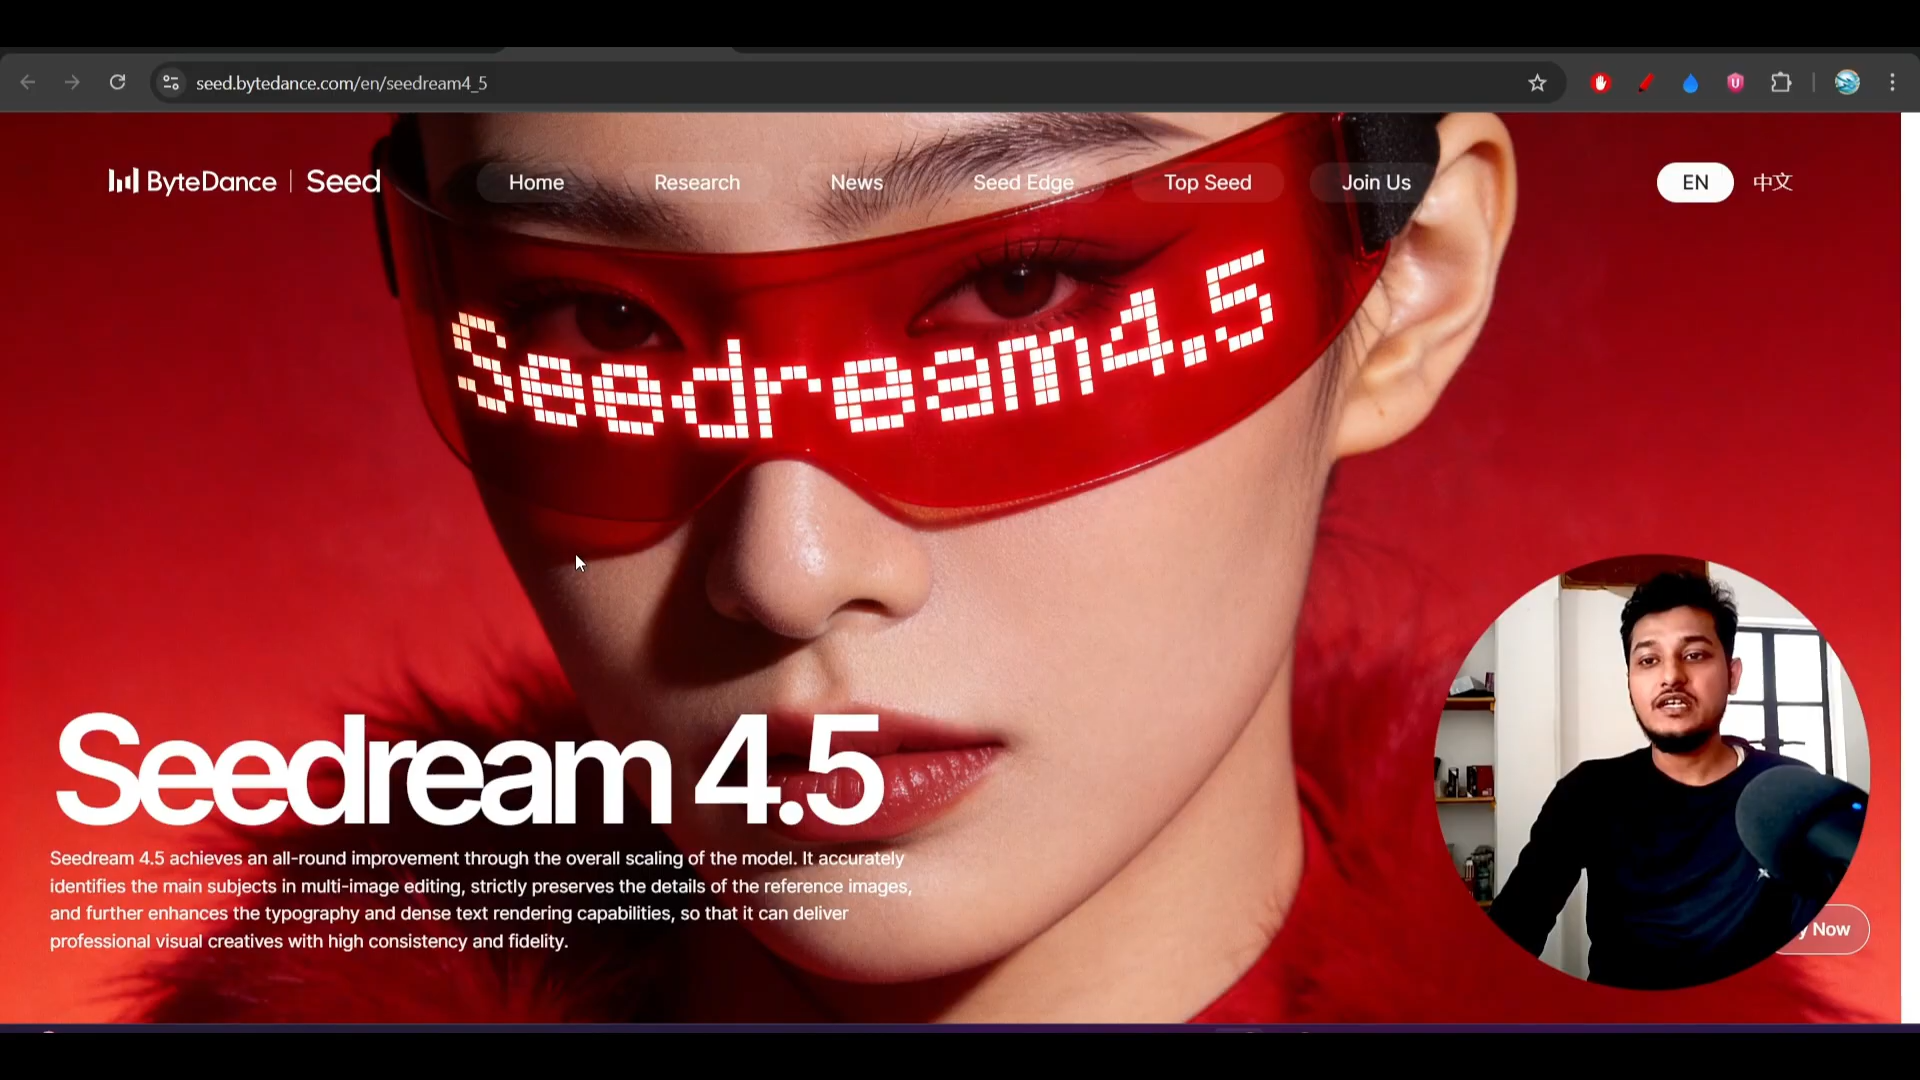 seed.bytedance.com/en/seedream4_5
ByteDance | Seed
Home
Research
News
Seed Edge
Top Seed
Join Us
EN
中文
Seedream4.5
Seedream 4.5
Seedream 4.5 achieves an all-round improvement through the overall scaling of the model. It accurately
identifies the main subjects in multi-image editing, strictly preserves the details of the reference images,
and further enhances the typography and dense text rendering capabilities, so that it can deliver
professional visual creatives with high consistency and fidelity.
Now